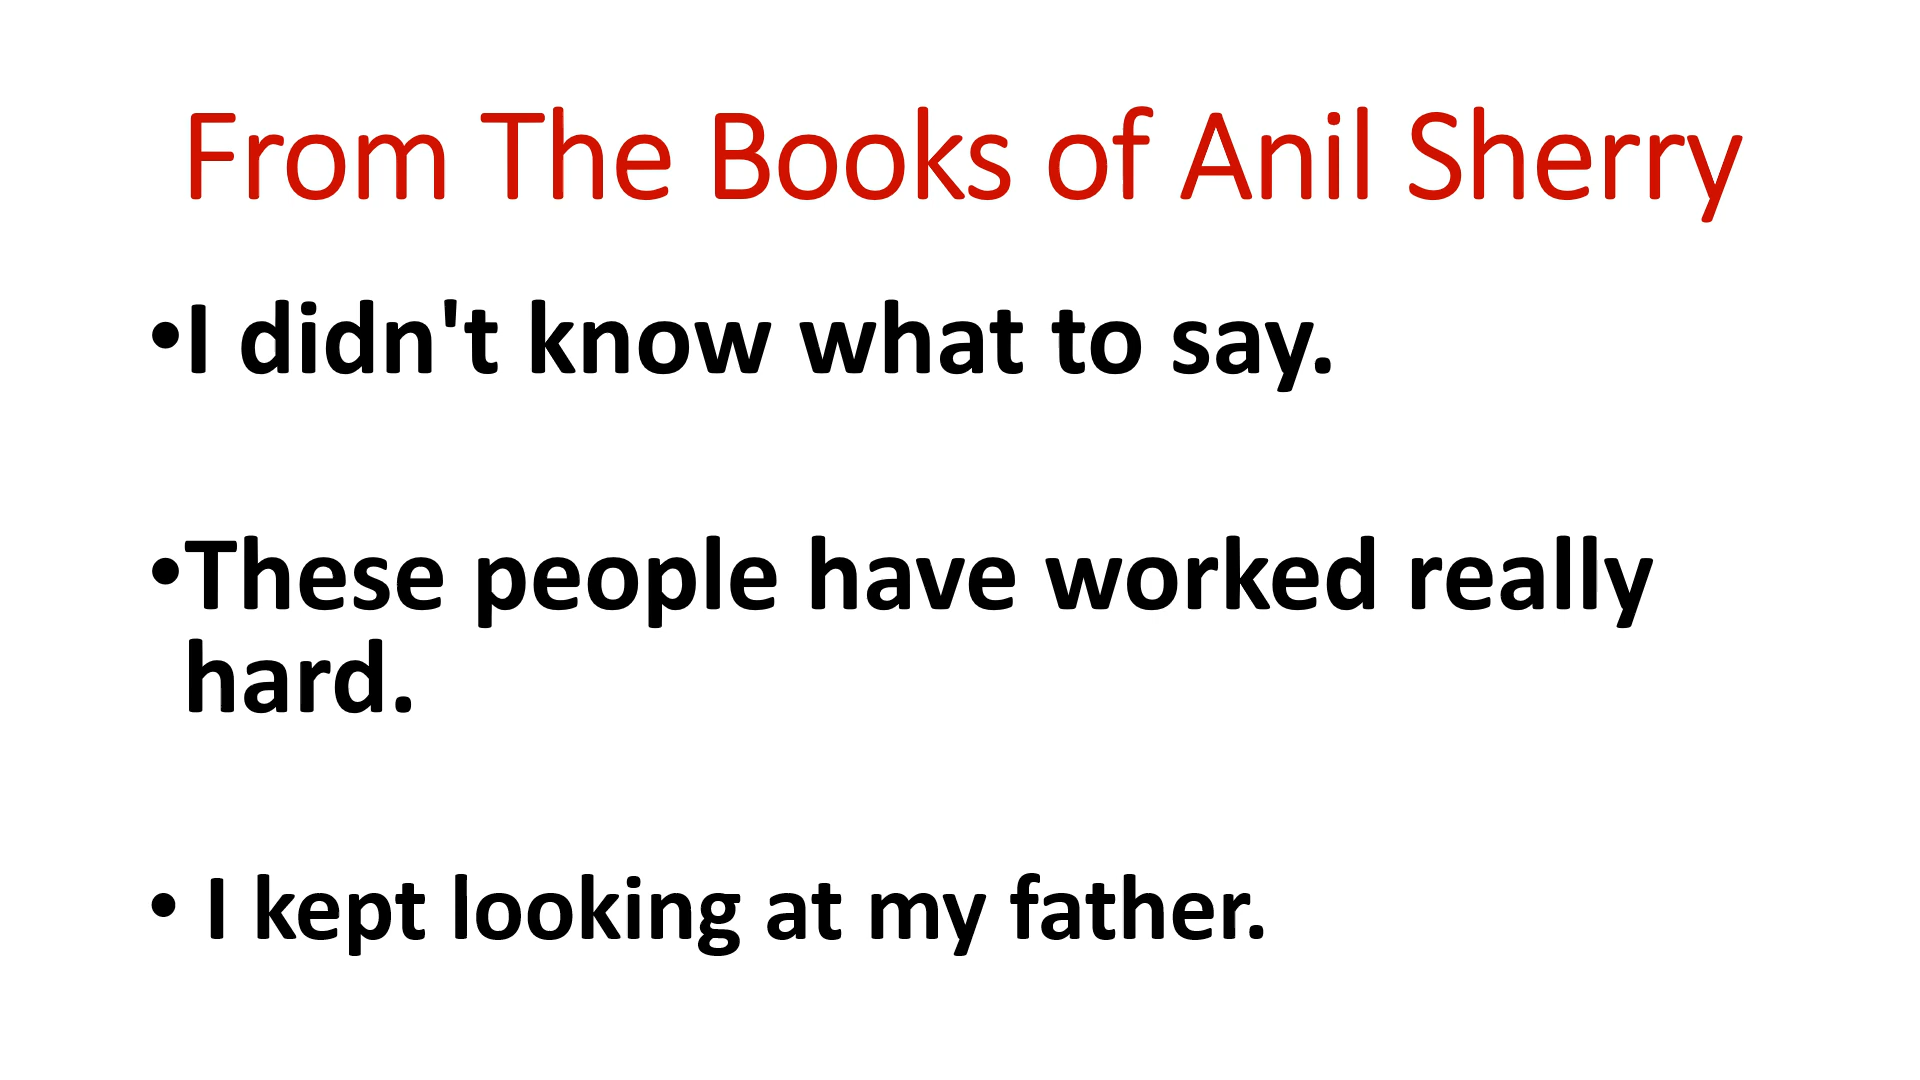 From The Books of Anil Sherry
•I didn't know what to say.
•These people have worked really
hard.
• I kept looking at my father.